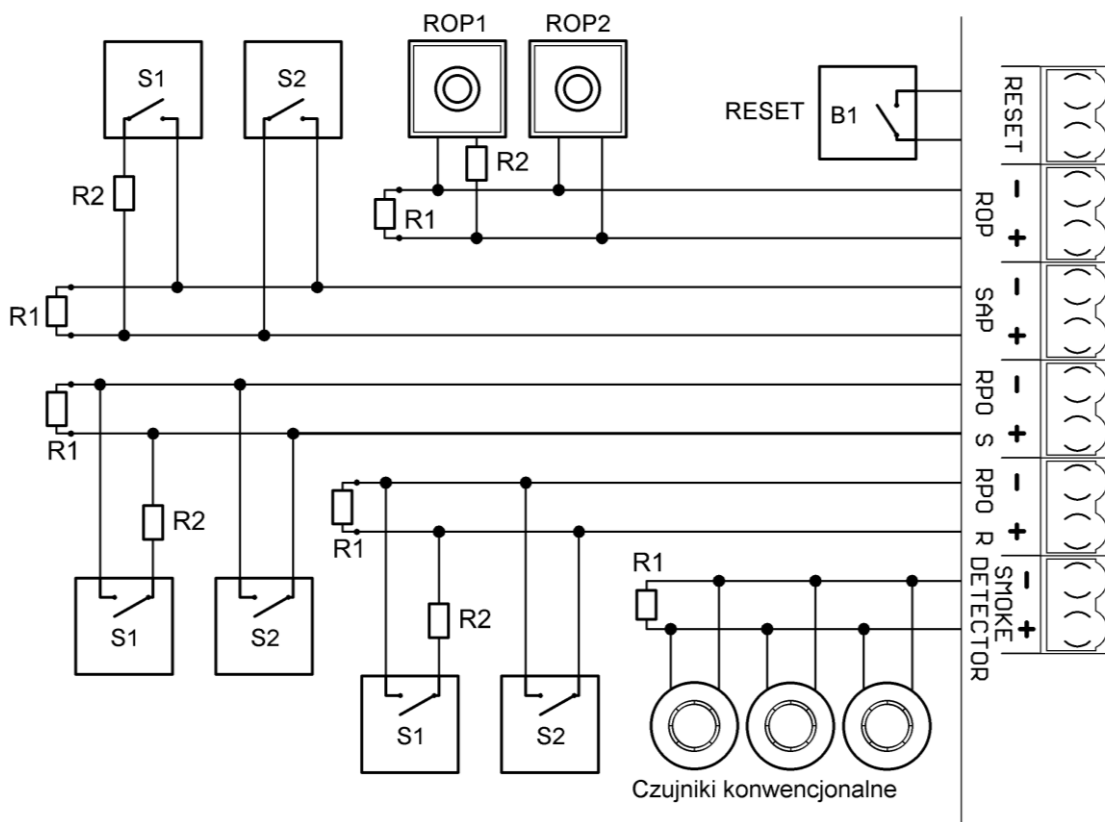 ROP1
ROP2
S1
S2
RESET
B1
RESET
R2
R2
R1
ROP
-
+
R1
SAP
-
+
R1
RPO
S
-
+
R2
S1
S2
R1
RPO
R
-
+
R2
S1
S2
R1
SMOKE
DETECTOR
-
+
Czujniki konwencjonalne